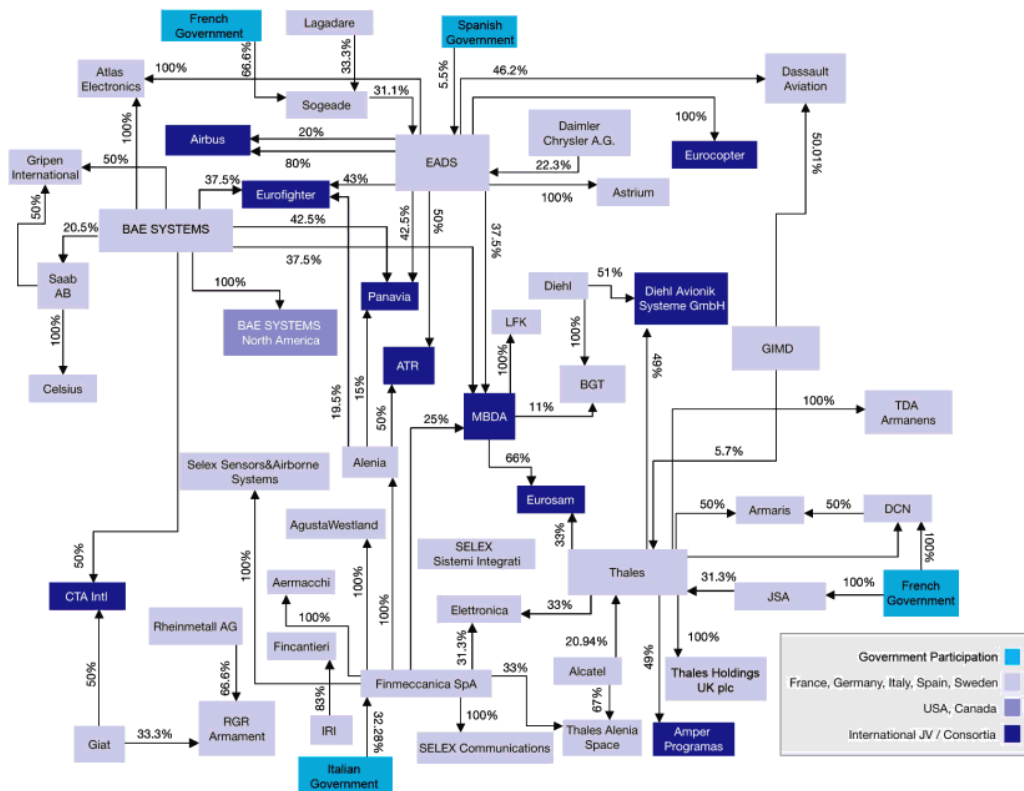 French
Government
Lagadare
Spanish
Government
66.6%
33.3%
5.5%
Atlas
Electronics
100%
Sogeade
31.1%
46.2%
Dassault
Aviation
100%
Airbus
20%
80%
EADS
Daimler
Chrysler A.G.
22.3%
100%
Eurocopter
50.01%
Gripen
International
50%
50%
37.5%
Eurofighter
43%
100%
Astrium
BAE SYSTEMS
20.5%
42.5%
37.5%
42.5%
50%
37.5%
Saab
AB
100%
100%
BAE SYSTEMS
North America
Panavia
Diehl
51%
Diehl Avionik
Systeme GmbH
LFK
100%
100%
49%
GIMD
Celsius
ATR
BGT
19.5%
15%
50%
MBDA
11%
25%
100%
TDA
Armanens
5.7%
Selex Sensors&Airborne
Systems
Alenia
66%
Eurosam
33%
50%
Armaris
50%
DCN
100%
AgustaWestland
SELEX
Sistemi Integrati
50%
100%
100%
100%
Thales
CTA Intl
Aermacchi
100%
Elettronica
33%
31.3%
JSA
100%
French
Government
Rheinmetall AG
Fincantieri
31.3%
20.94%
100%
50%
66.6%
83%
Finmeccanica SpA
33%
Alcatel
67%
49%
Thales Holdings
UK plc
Giat
33.3%
RGR
Armament
IRI
32.28%
100%
SELEX Communications
Thales Alenia
Space
Amper
Programas
Italian
Government
Government Participation
France, Germany, Italy, Spain, Sweden
USA, Canada
International JV / Consortia